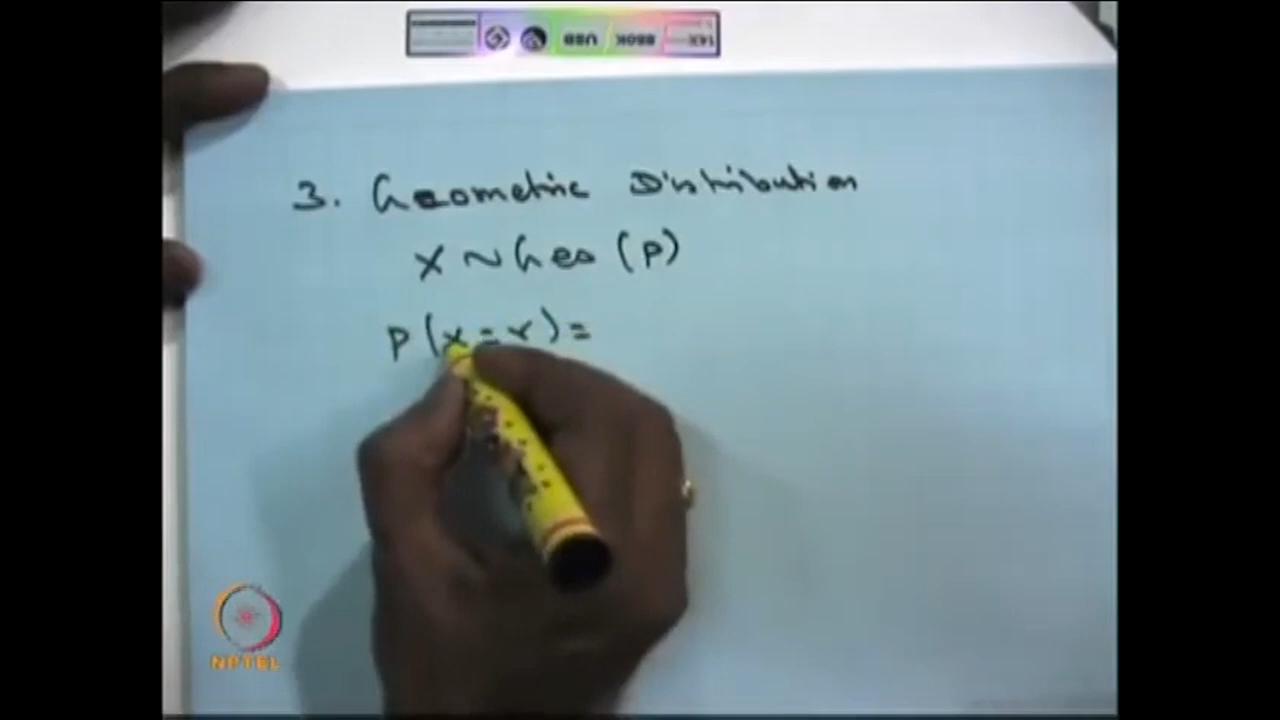 3. Geometric Distribution
X ~ Geo (P)
P (X = r) =
NPTEL